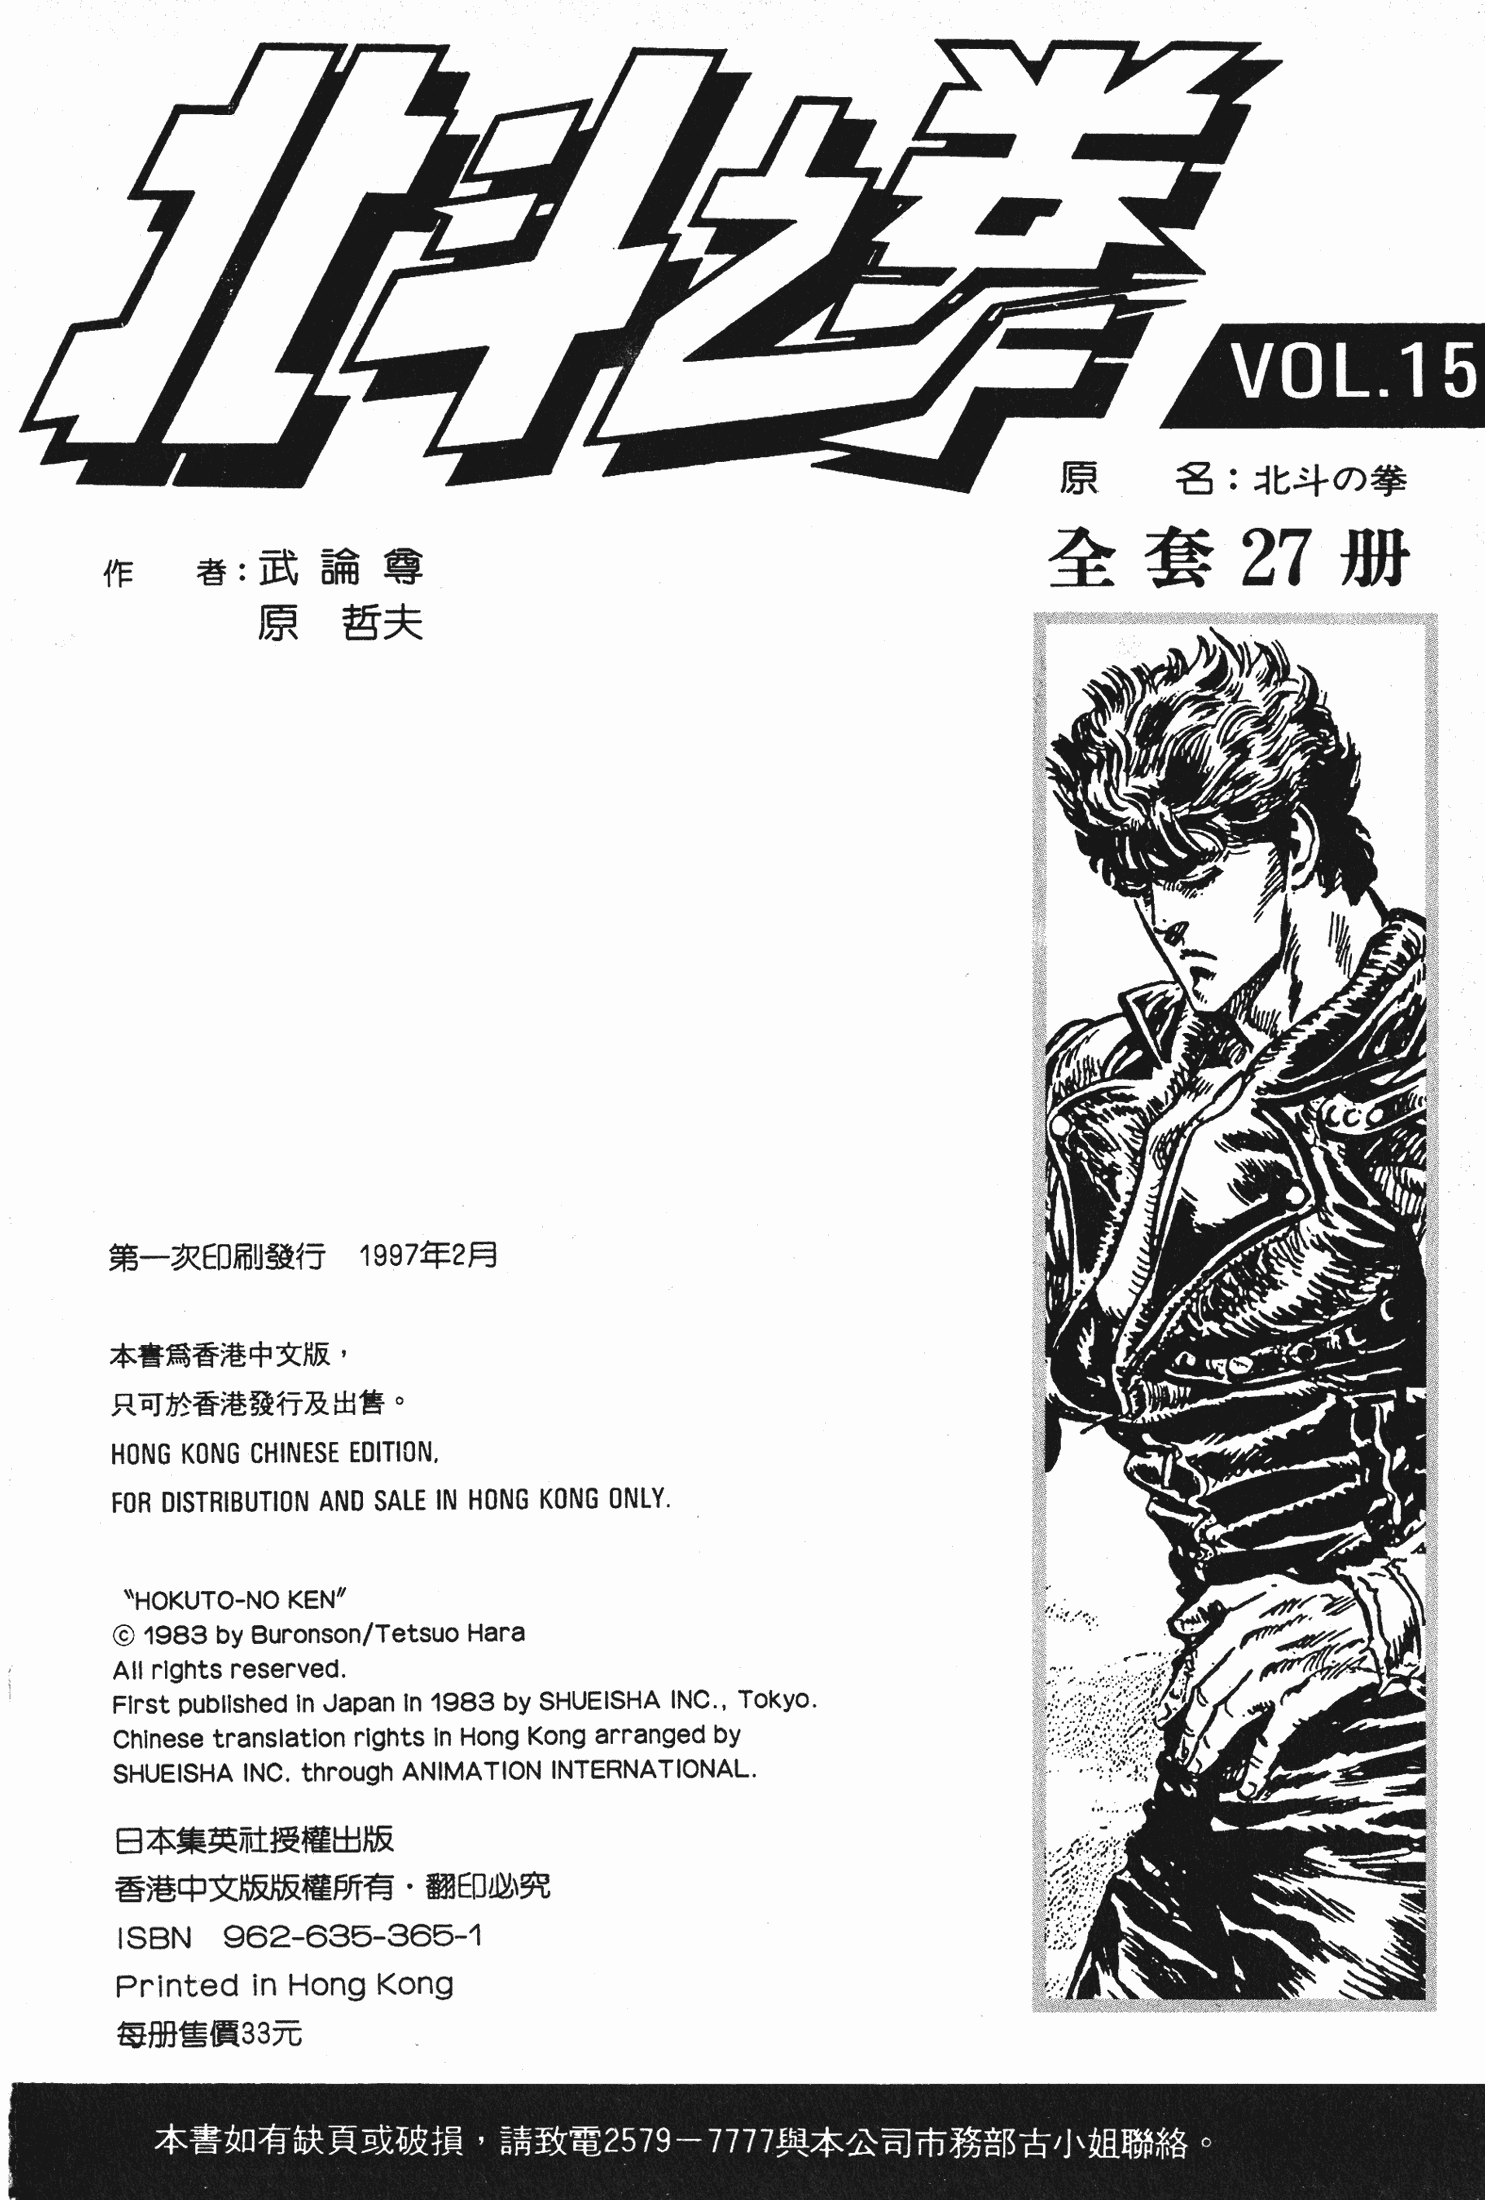 北斗之拳
VOL.15
原 名：北斗の拳
全套27册
作 者：武論尊
原 哲夫
第一次印刷發行 1997年2月
本書爲香港中文版，
只可於香港發行及出售。
HONG KONG CHINESE EDITION,
FOR DISTRIBUTION AND SALE IN HONG KONG ONLY.
"HOKUTO-NO KEN"
© 1983 by Buronson/Tetsuo Hara
All rights reserved.
First published in Japan in 1983 by SHUEISHA INC., Tokyo.
Chinese translation rights in Hong Kong arranged by
SHUEISHA INC. through ANIMATION INTERNATIONAL.
日本集英社授權出版
香港中文版版權所有・翻印必究
ISBN 962-635-365-1
Printed in Hong Kong
每册售價33元
本書如有缺頁或破損，請致電2579－7777與本公司市務部古小姐聯絡。